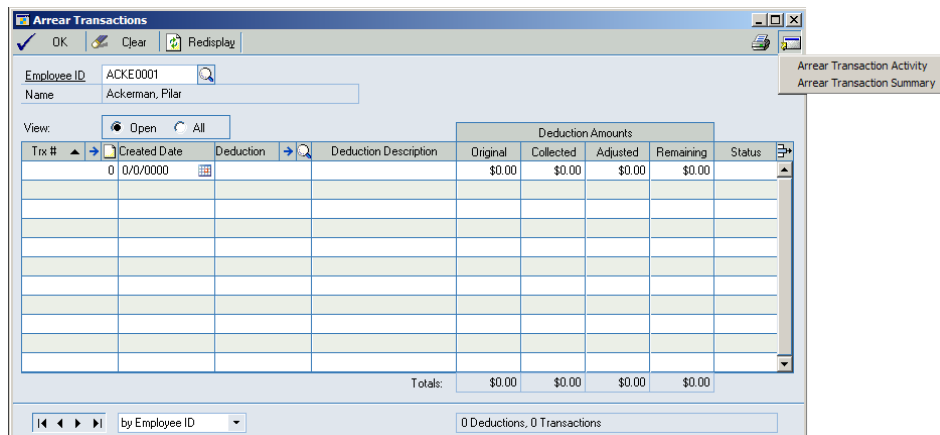 Arrear Transactions
OK Clear Redisplay
Arrear Transaction Activity
Arrear Transaction Summary
Employee ID ACKE0001
Name Ackerman, Pilar
View: Open All
Deduction Amounts
Trx # Created Date Deduction Deduction Description Original Collected Adjusted Remaining Status
0 0/0/0000 $0.00 $0.00 $0.00 $0.00
Totals: $0.00 $0.00 $0.00 $0.00
by Employee ID 0 Deductions, 0 Transactions